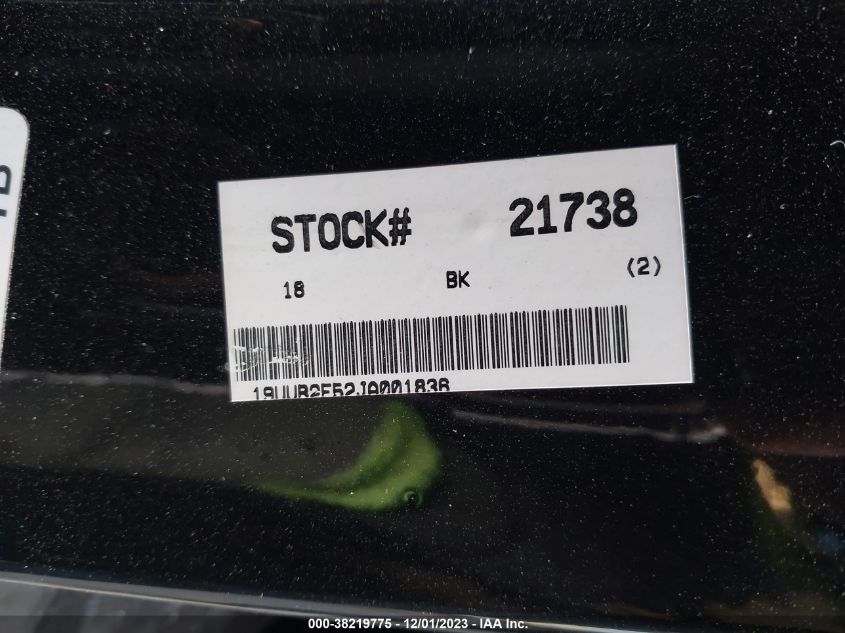 STOCK# 21738
18 BK (2)
19UUB2F52JA001836
000-38219775 - 12/01/2023 - IAA Inc.